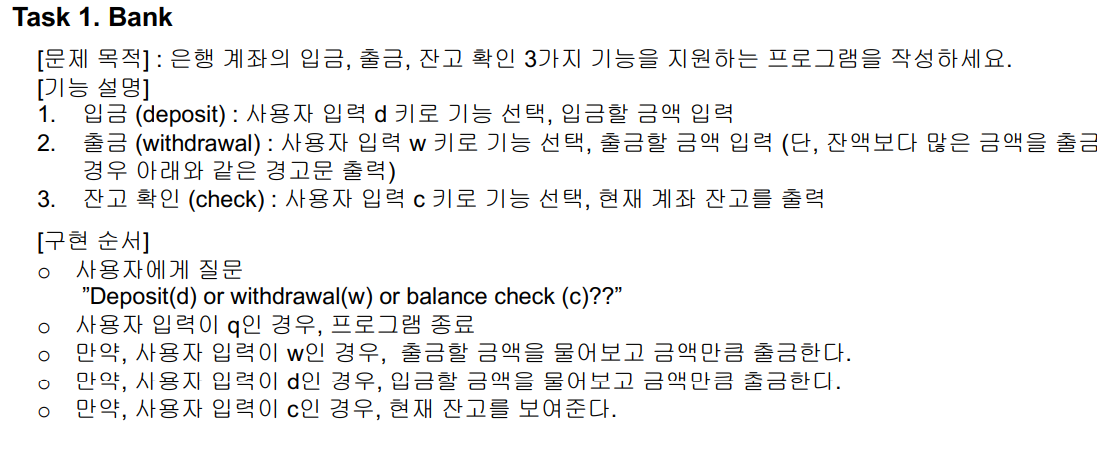 Task 1. Bank
[문제 목적] : 은행 계좌의 입금, 출금, 잔고 확인 3가지 기능을 지원하는 프로그램을 작성하세요.
[기능 설명]
1. 입금 (deposit) : 사용자 입력 d 키로 기능 선택, 입금할 금액 입력
2. 출금 (withdrawal) : 사용자 입력 w 키로 기능 선택, 출금할 금액 입력 (단, 잔액보다 많은 금액을 출금
경우 아래와 같은 경고문 출력)
3. 잔고 확인 (check) : 사용자 입력 c 키로 기능 선택, 현재 계좌 잔고를 출력
[구현 순서]
○ 사용자에게 질문
”Deposit(d) or withdrawal(w) or balance check (c)??”
○ 사용자 입력이 q인 경우, 프로그램 종료
○ 만약, 사용자 입력이 w인 경우, 출금할 금액을 물어보고 금액만큼 출금한다.
○ 만약, 사용자 입력이 d인 경우, 입금할 금액을 물어보고 금액만큼 출금한다.
○ 만약, 사용자 입력이 c인 경우, 현재 잔고를 보여준다.